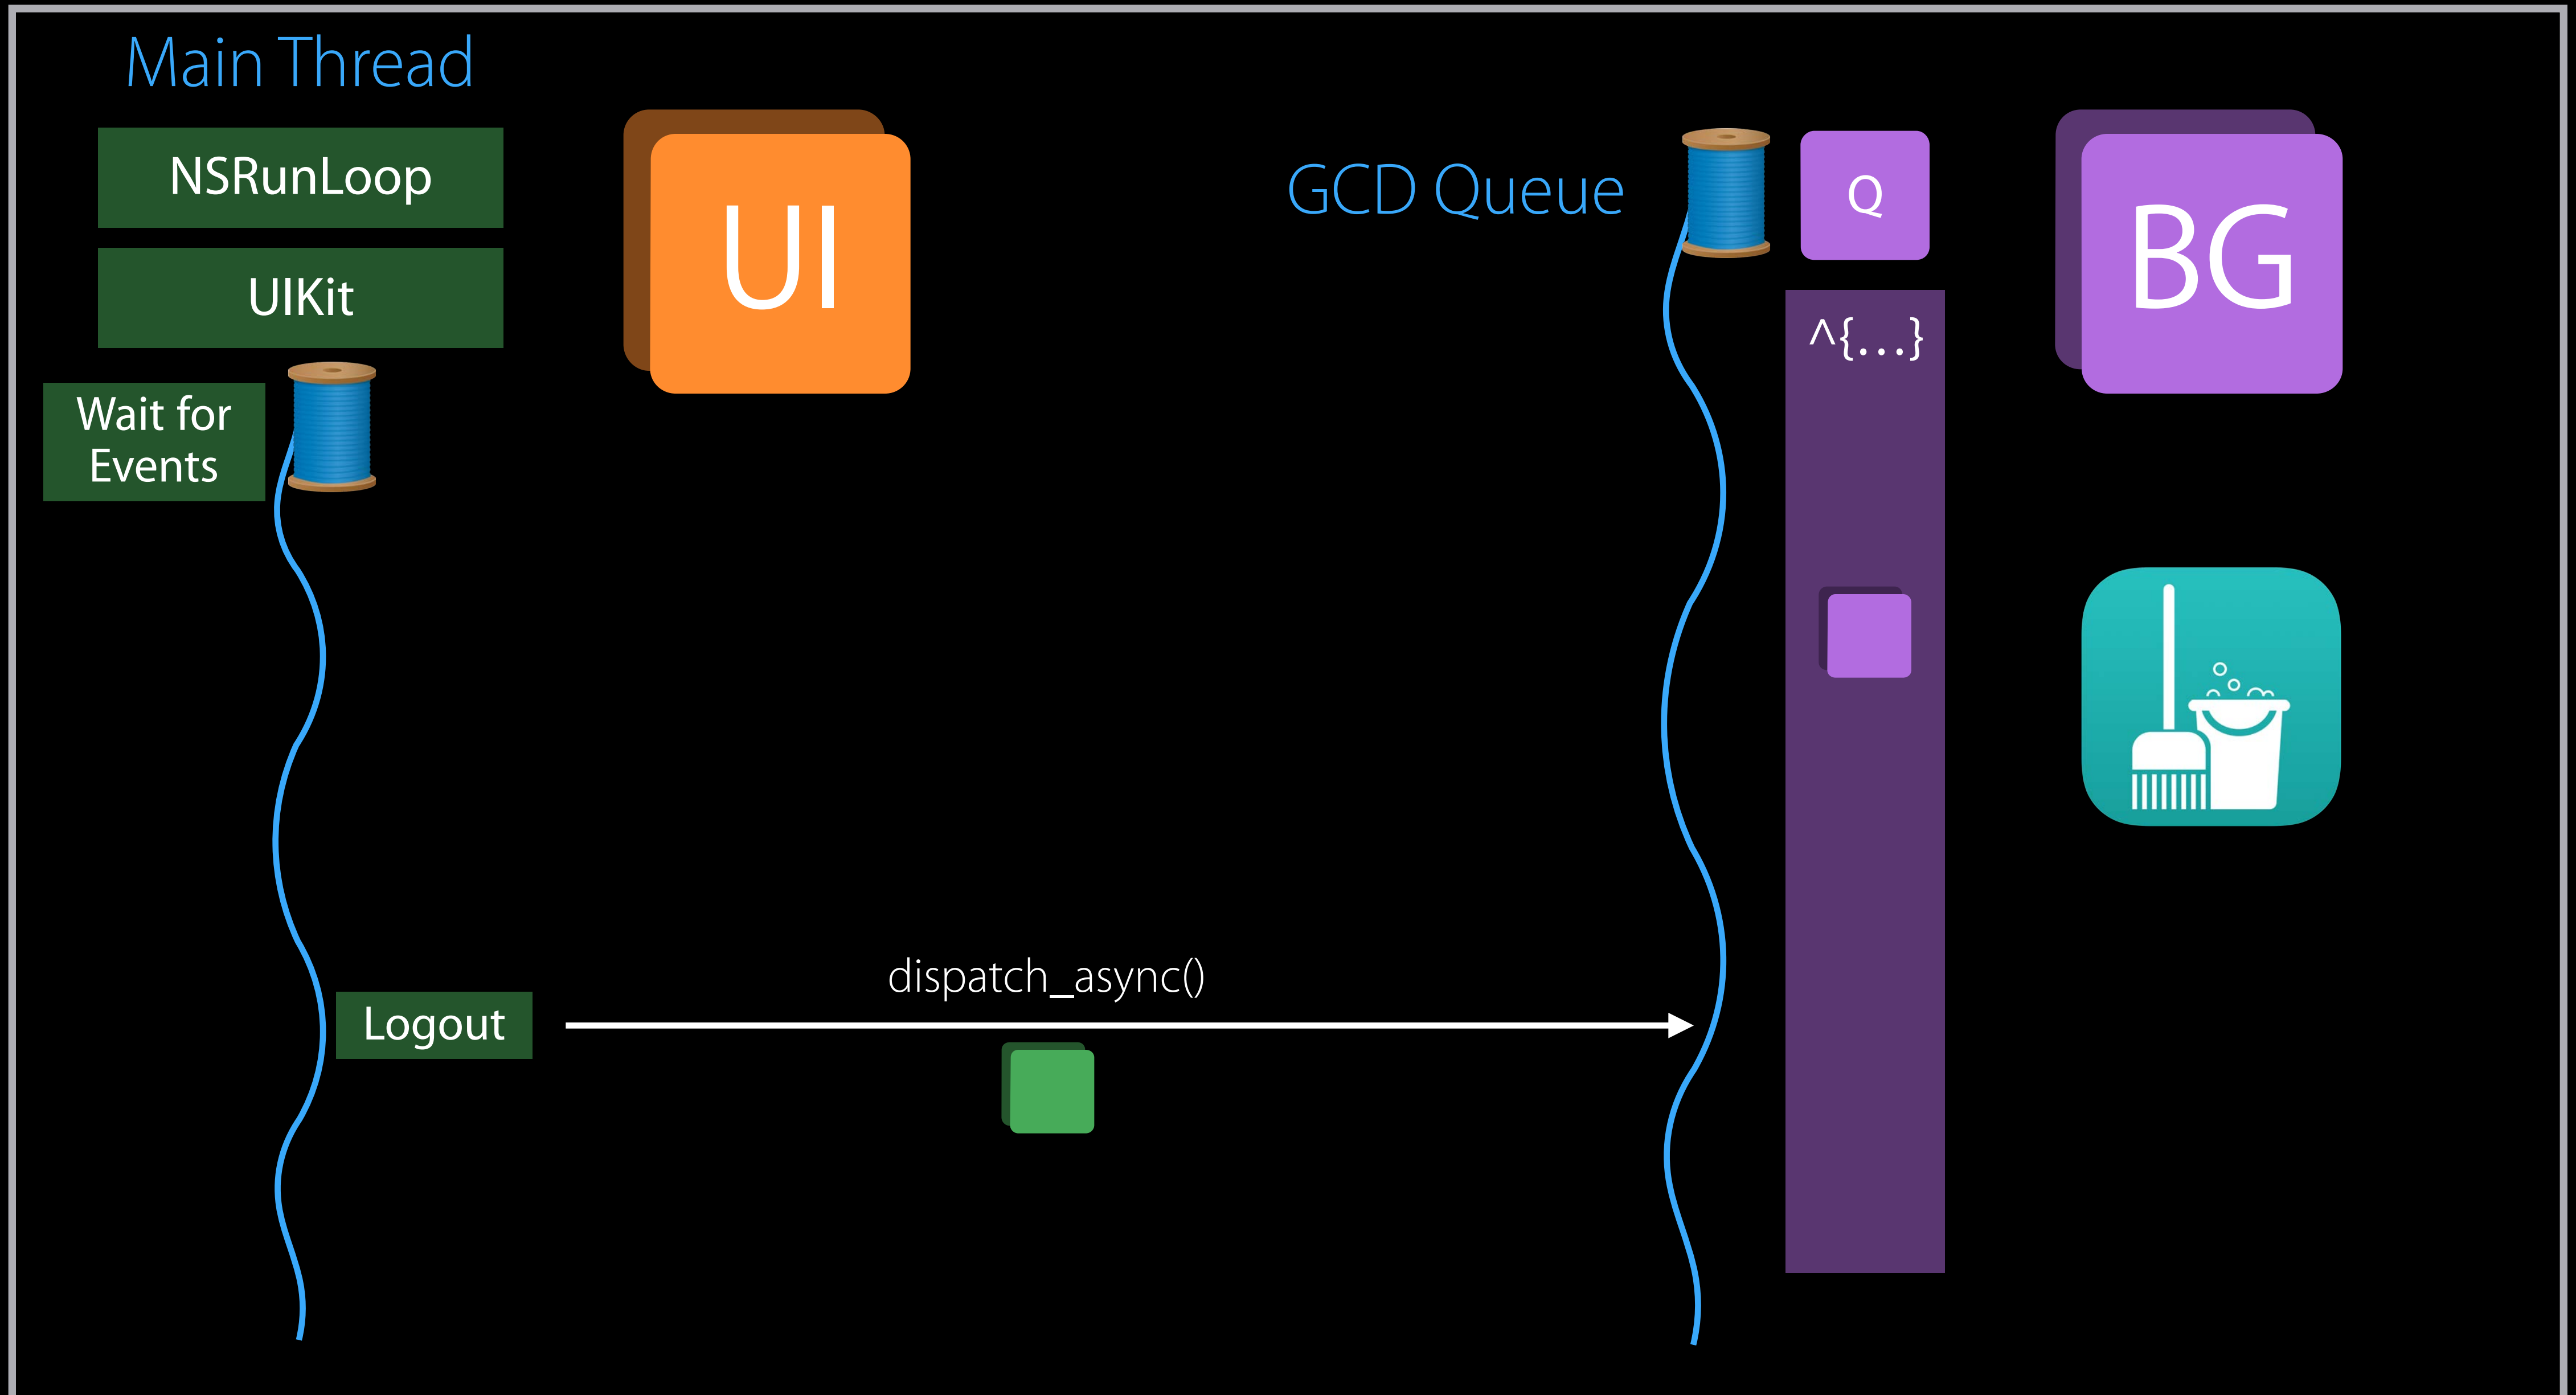 Main Thread
NSRunLoop
UIKit
Wait for
Events
UI
GCD Queue
Q
^{…}
BG
dispatch_async()
Logout